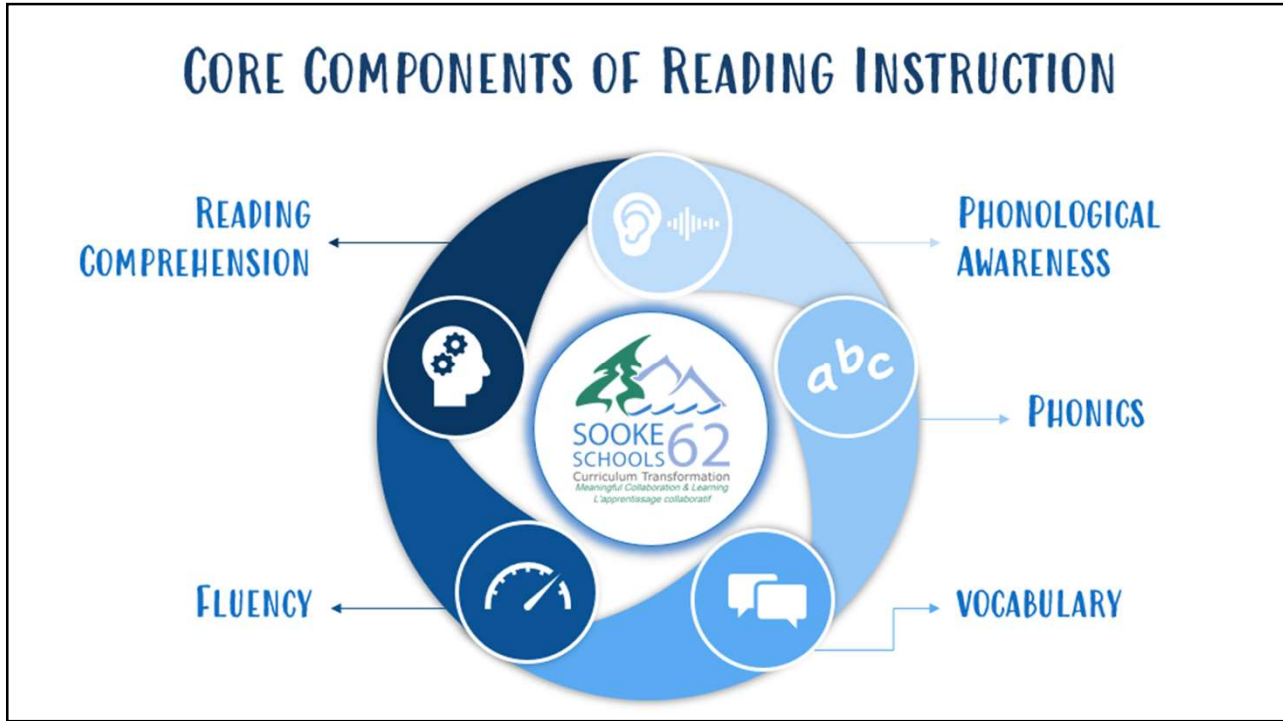 CORE COMPONENTS OF READING INSTRUCTION
READING
COMPREHENSION
PHONOLOGICAL
AWARENESS
abc
PHONICS
SOOKE
SCHOOLS 62
Curriculum Transformation
Meaningful Collaboration & Learning
L'apprentissage collaboratif
FLUENCY
VOCABULARY